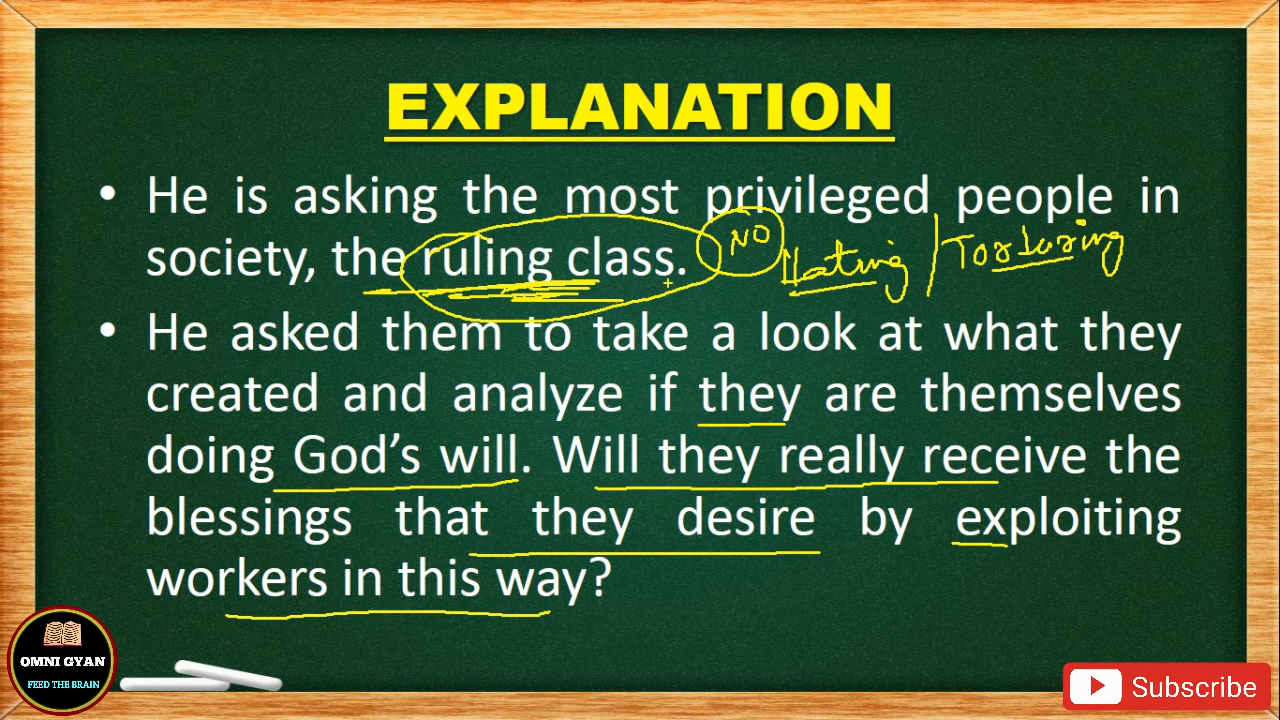 EXPLANATION
• He is asking the most privileged people in
society, the ruling class.
NO Hating / Torturing
• He asked them to take a look at what they
created and analyze if they are themselves
doing God's will. Will they really receive the
blessings that they desire by exploiting
workers in this way?
OMNI GYAN
FEED THE BRAIN
Subscribe